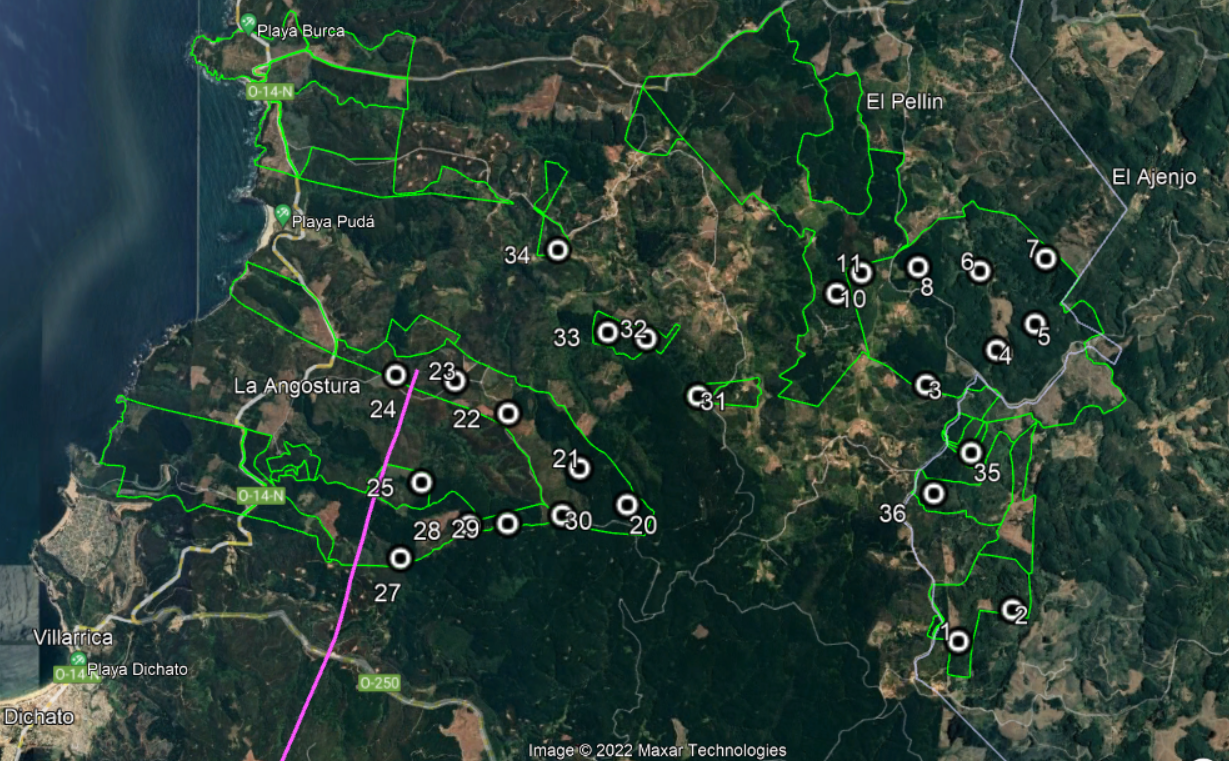 Playa Burca
O-14-N
El Pellin
El Ajenjo
Playa Pudá
34
11
10
8
6
7
33
32
5
4
La Angostura
23
24
22
31
3
21
25
35
O-14-N
28
29
30
20
36
27
Villarrica
1
2
Playa Dichato
O-14-N
O-250
Dichato
Image © 2022 Maxar Technologies